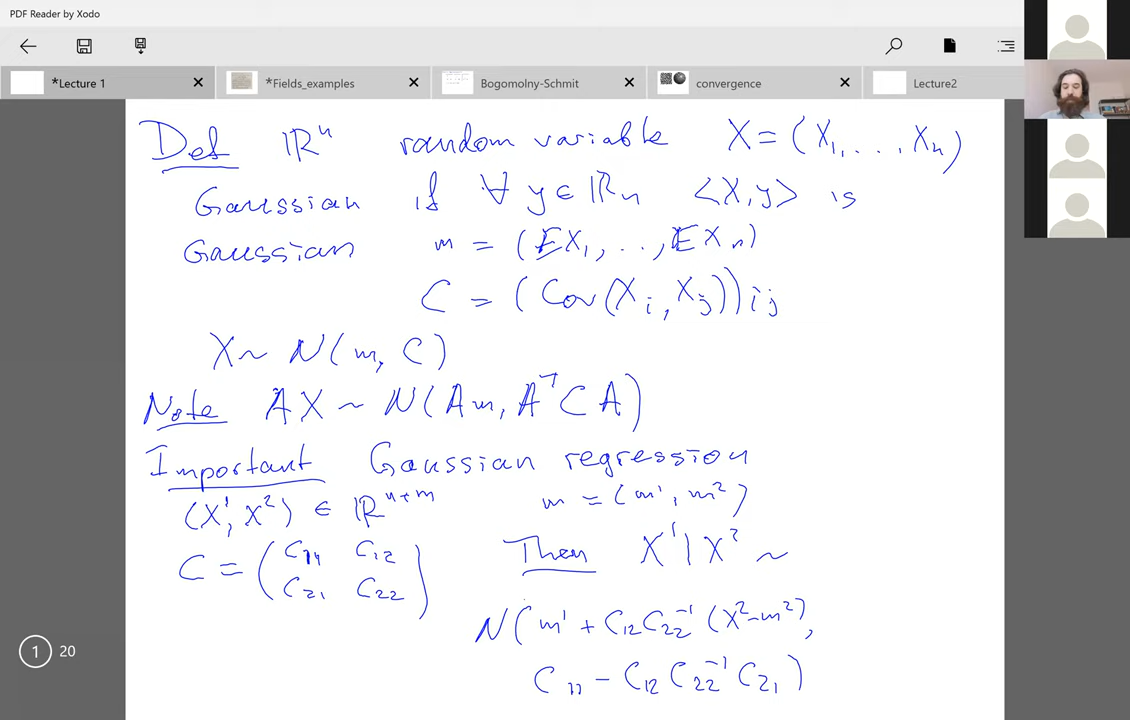 PDF Reader by Xodo
*Lecture 1 *Fields_examples Bogomolny-Schmit convergence Lecture2
Def ℝⁿ random variable X = (X₁, . . . , Xₙ)
Gaussian if ∀ y ∈ ℝₙ <X,y> is
Gaussian m = (EX₁, . . , EXₙ)
C = (Cov(Xᵢ, Xⱼ))ij
X ~ N(m, C)
Note AX ~ N(Am, AᵀCA)
Important Gaussian regression
(X¹, X²) ∈ ℝⁿ⁺ᵐ m = (m¹, m²)
C = (C₁₁ C₁₂
C₂₁ C₂₂)
Then X¹ | X² ~
N(m¹ + C₁₂C₂₂⁻¹(X²-m²),
C₁₁ - C₁₂ C₂₂⁻¹ C₂₁)
1 20